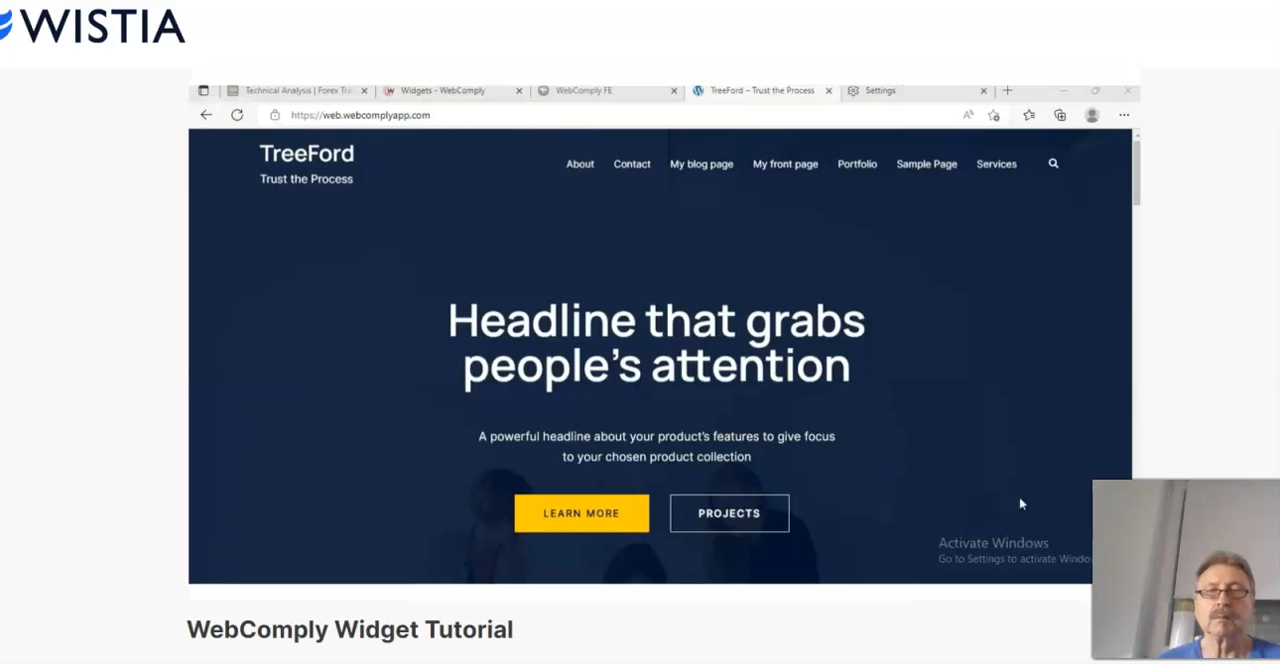 WISTIA
Technical Analysis | Forex Tra
Widgets - WebComply
WebComply FE
TreeFord – Trust the Process
Settings
https://web.webcomplyapp.com
TreeFord
Trust the Process
About
Contact
My blog page
My front page
Portfolio
Sample Page
Services
Headline that grabs
people's attention
A powerful headline about your product's features to give focus
to your chosen product collection
LEARN MORE
PROJECTS
Activate Windows
Go to Settings to activate Windo
WebComply Widget Tutorial